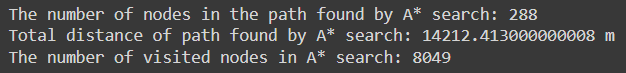 The number of nodes in the path found by A* search: 288
Total distance of path found by A* search: 14212.413000000008 m
The number of visited nodes in A* search: 8049